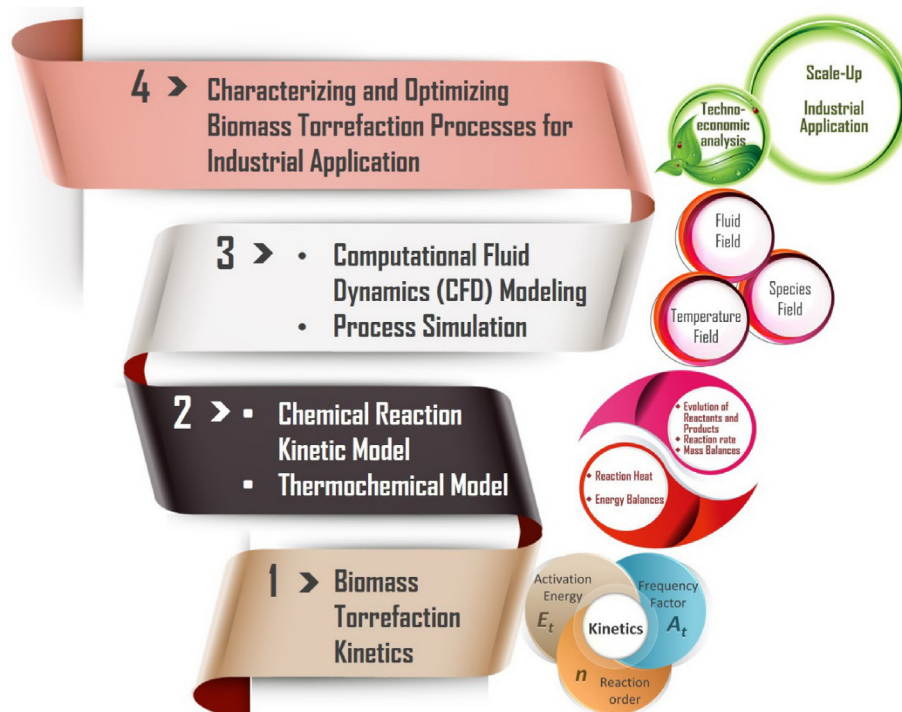 4 > Characterizing and Optimizing
Biomass Torrefaction Processes for
Industrial Application
Techno-
economic
analysis
Scale-Up
Industrial
Application
3 > • Computational Fluid
Dynamics (CFD) Modeling
• Process Simulation
Fluid
Field
Temperature
Field
Species
Field
2 > ▪ Chemical Reaction
Kinetic Model
▪ Thermochemical Model
◆ Evolution of
Reactants and
Products
◆ Reaction rate
◆ Mass Balances
◆ Reaction Heat
◆ Energy Balances
1 > Biomass
Torrefaction
Kinetics
Activation
Energy
Et
Frequency
Factor
At
Kinetics
n
Reaction
order